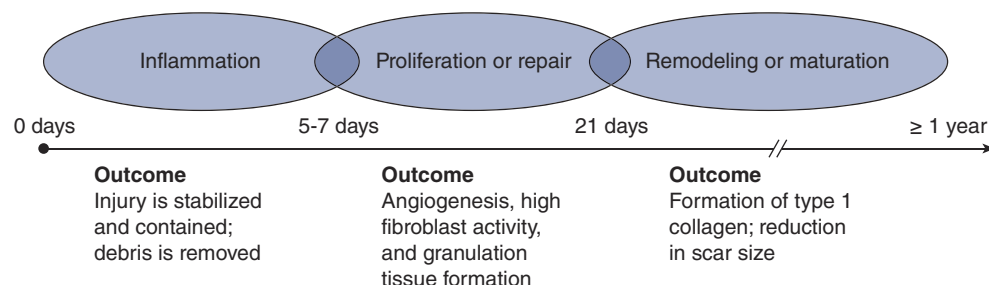 Inflammation
Proliferation or repair
Remodeling or maturation
0 days
5-7 days
21 days
≥ 1 year
Outcome
Injury is stabilized
and contained;
debris is removed
Outcome
Angiogenesis, high
fibroblast activity,
and granulation
tissue formation
Outcome
Formation of type 1
collagen; reduction
in scar size